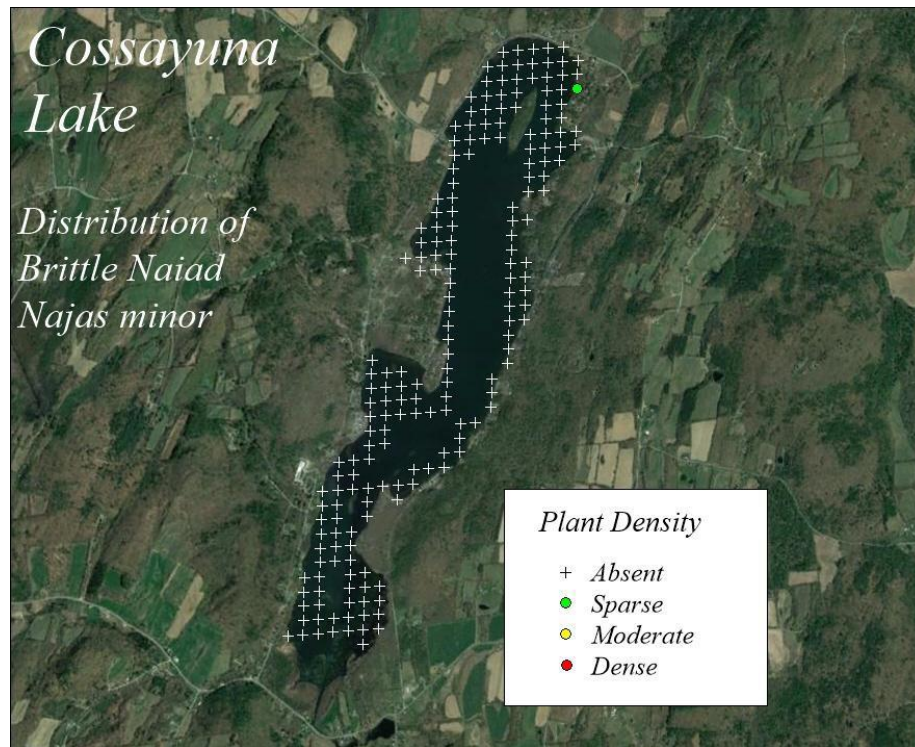 Cossayuna
Lake
Distribution of
Brittle Naiad
Najas minor
Plant Density
Absent
Sparse
Moderate
Dense